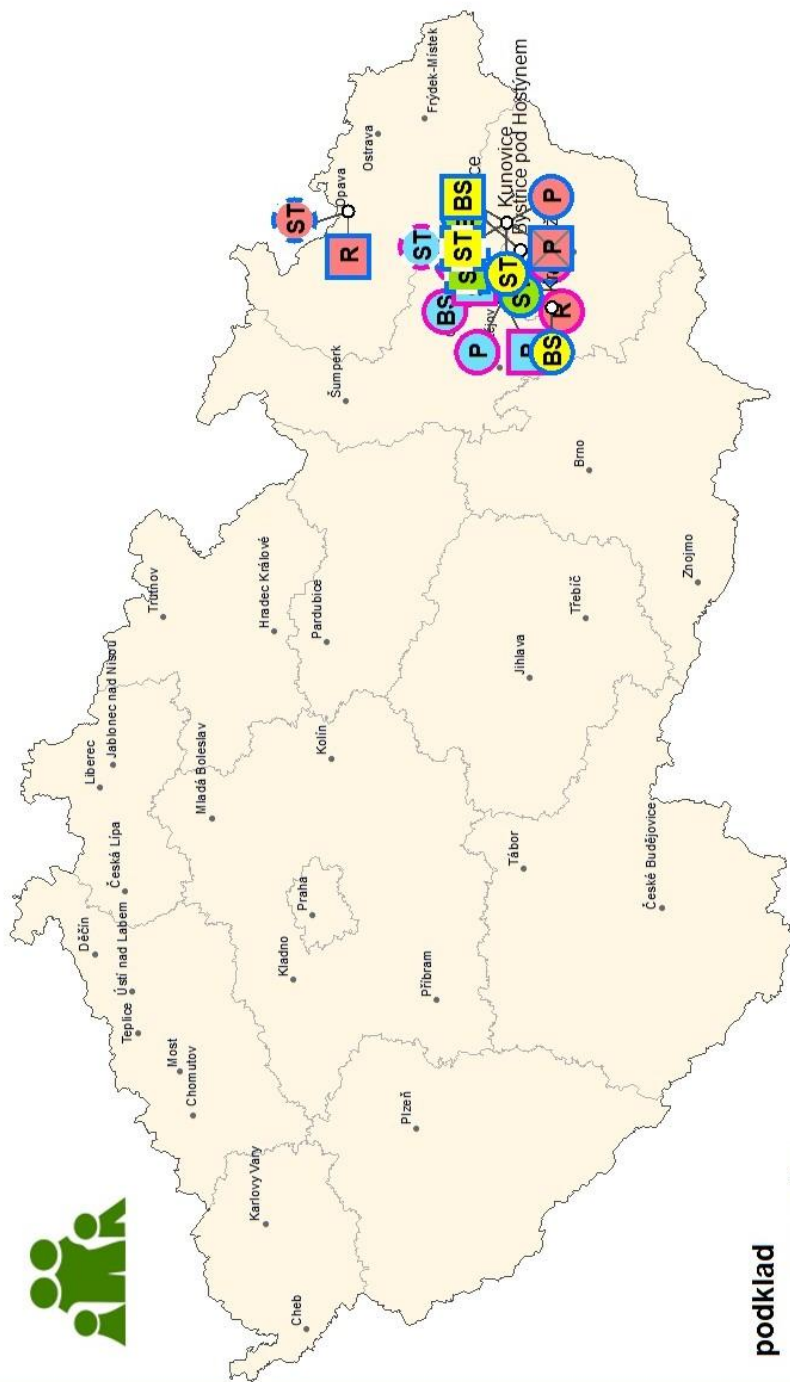 Děčín
Liberec
Jablonec nad Nisou
Česká Lípa
Ústí nad Labem
Teplice
Trutnov
Most
Chomutov
Mladá Boleslav
Karlovy Vary
Hradec Králové
Kladno
Cheb
ST
Praha
Pardubice
Kolín
Šumperk
Opava
R
Ostrava
Plzeň
ST
Příbram
Frýdek-Místek
BS
ST
BS
P
ST
Kunovice
Tábor
Bystřice pod Hostýnem
Jihlava
BS
P
P
R
Třebíč
Brno
České Budějovice
Znojmo
podklad